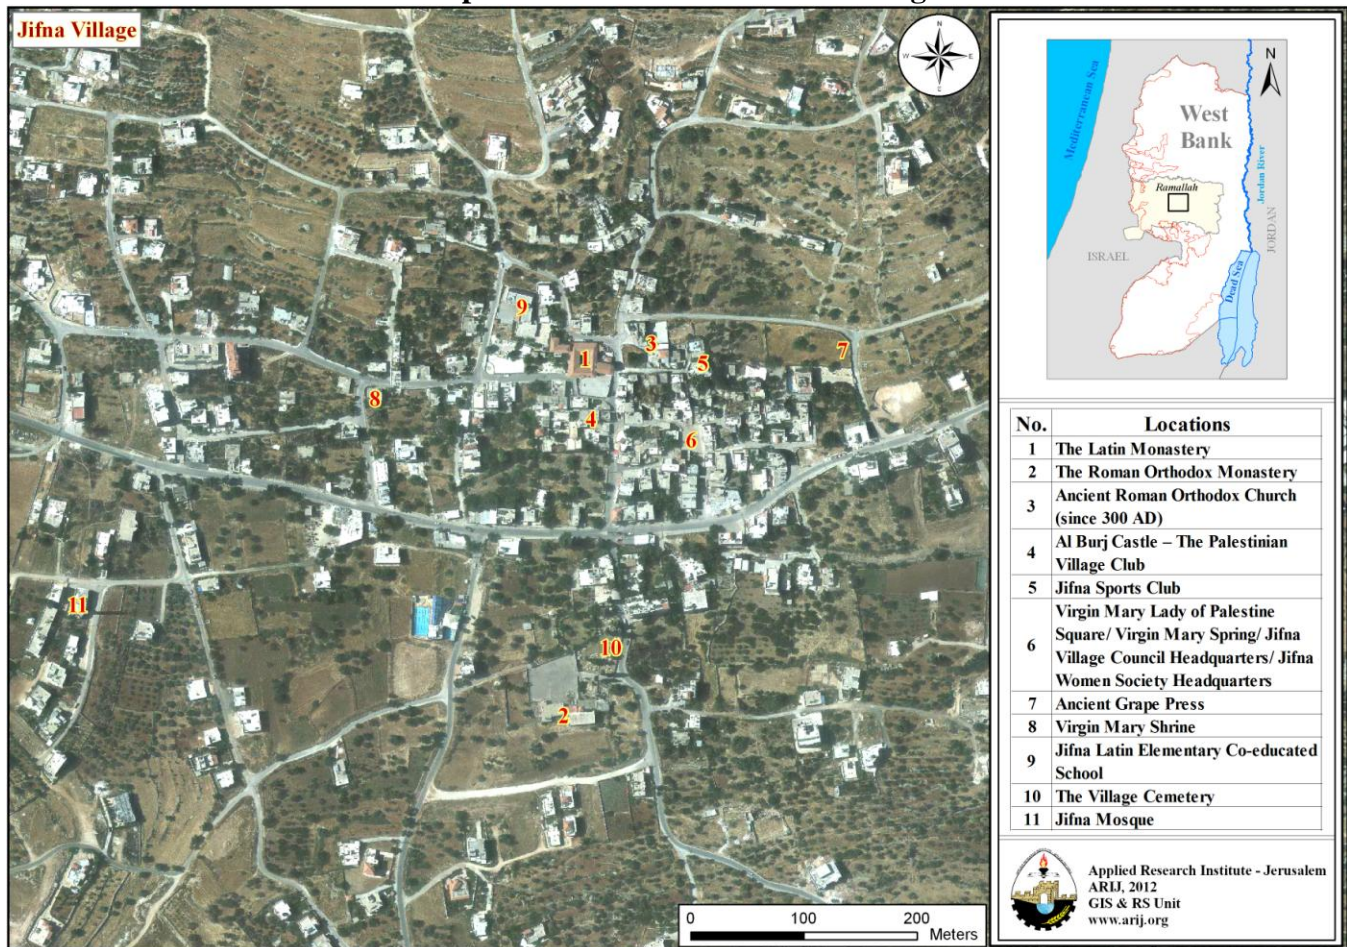 Jifna Village
N
W
E
S
1
2
3
4
5
6
7
8
9
10
11
0 100 200
Meters
N
Mediterranean Sea
West
Bank
Jordan River
Ramallah
JORDAN
ISRAEL
Dead Sea
No. Locations
1 The Latin Monastery
2 The Roman Orthodox Monastery
3 Ancient Roman Orthodox Church
(since 300 AD)
4 Al Burj Castle – The Palestinian
Village Club
5 Jifna Sports Club
6 Virgin Mary Lady of Palestine
Square/ Virgin Mary Spring/ Jifna
Village Council Headquarters/ Jifna
Women Society Headquarters
7 Ancient Grape Press
8 Virgin Mary Shrine
9 Jifna Latin Elementary Co-educated
School
10 The Village Cemetery
11 Jifna Mosque
Applied Research Institute - Jerusalem
ARIJ, 2012
GIS & RS Unit
www.arij.org